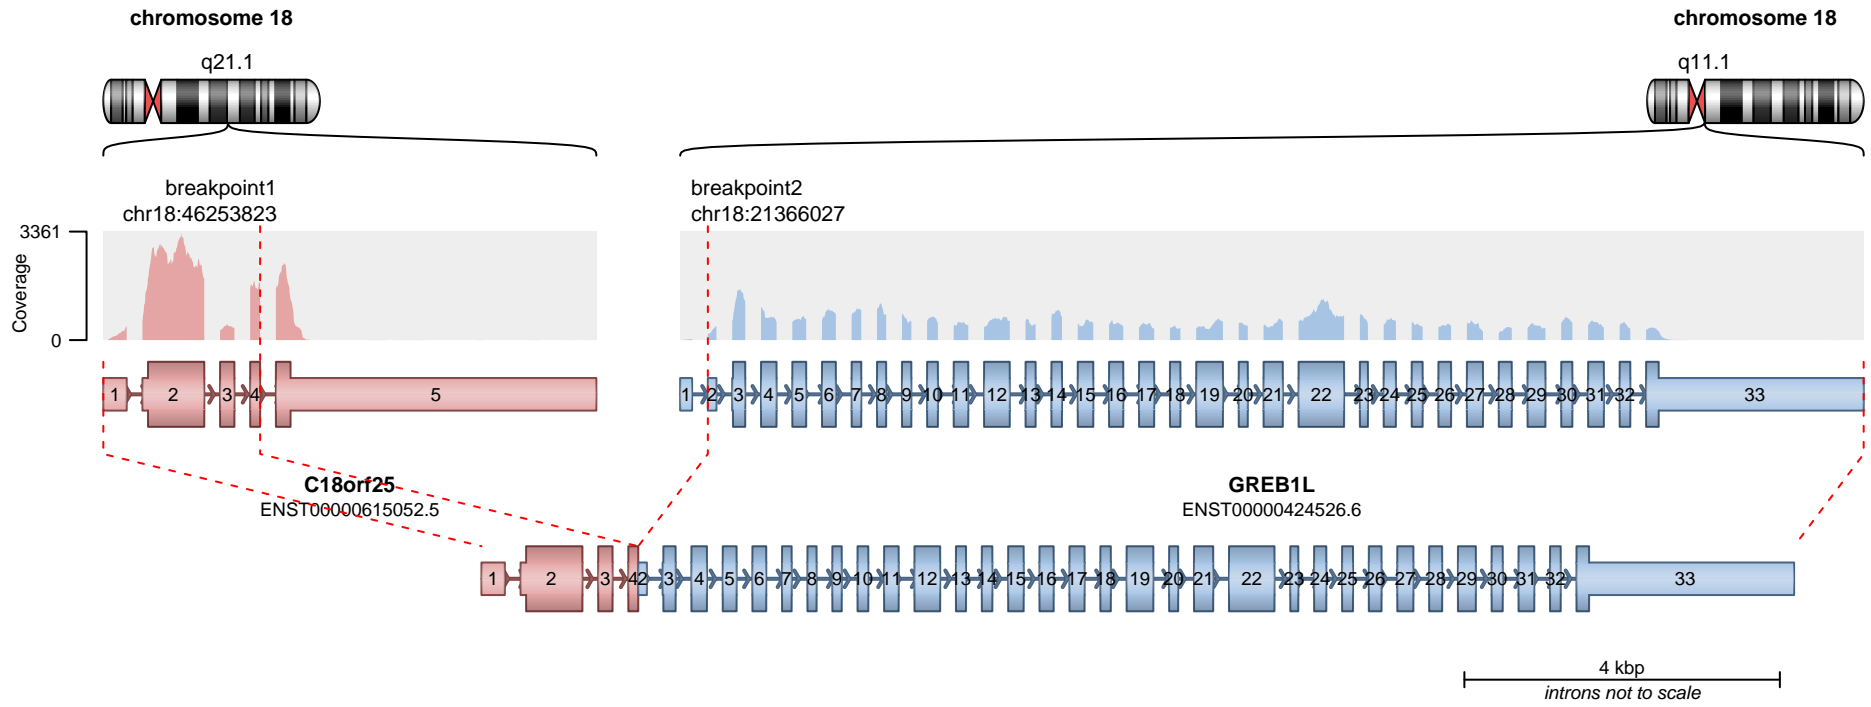 chromosome 18
chromosome 18
q21.1
q11.1
breakpoint1
chr18:46253823
breakpoint2
chr18:21366027
3361
Coverage
0
1 2 3 4 5
1 2 3 4 5 6 7 8 9 10 11 12 13 14 15 16 17 18 19 20 21 22 23 24 25 26 27 28 29 30 31 32 33
C18orf25
ENST00000615052.5
GREB1L
ENST00000424526.6
1 2 3 4 2 3 4 5 6 7 8 9 10 11 12 13 14 15 16 17 18 19 20 21 22 23 24 25 26 27 28 29 30 31 32 33
4 kbp
introns not to scale